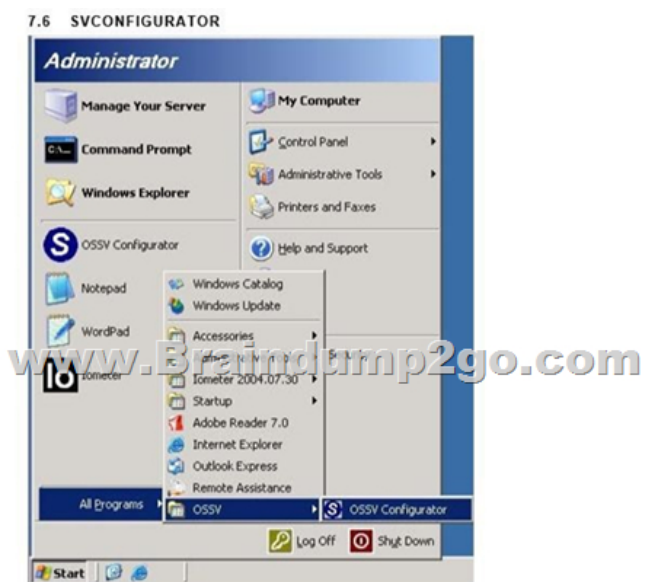 7.6 SVCONFIGURATOR
Administrator
Manage Your Server
Command Prompt
Windows Explorer
OSSV Configurator
Notepad
WordPad
Iometer
All Programs
My Computer
Control Panel
Administrative Tools
Printers and Faxes
Help and Support
Windows Catalog
Windows Update
Accessories
Iometer 2004.07.30
Startup
Adobe Reader 7.0
Internet Explorer
Outlook Express
Remote Assistance
OSSV
OSSV Configurator
www.Braindump2go.com
Log Off
Shut Down
Start